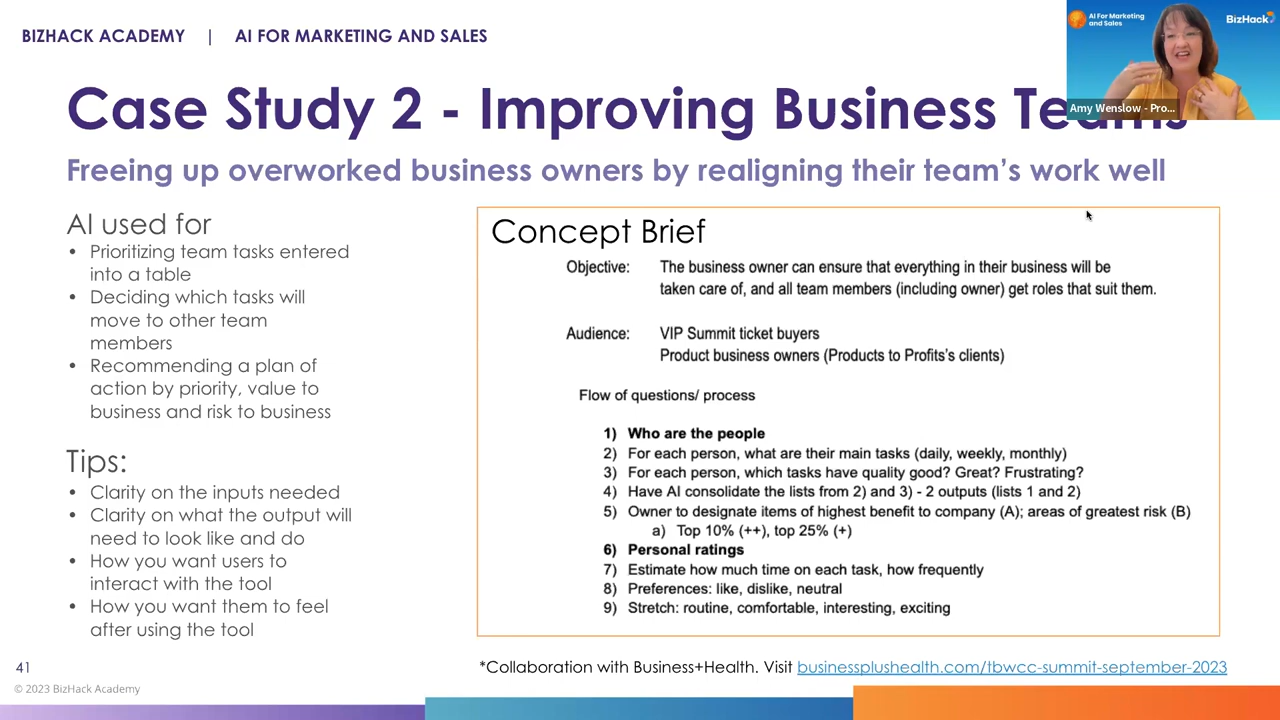 BIZHACK ACADEMY | AI FOR MARKETING AND SALES
AI For Marketing
and Sales
BizHack
Amy Wenslow - Pro...
Case Study 2 - Improving Business Teams
Freeing up overworked business owners by realigning their team's work well
AI used for
• Prioritizing team tasks entered
into a table
• Deciding which tasks will
move to other team
members
• Recommending a plan of
action by priority, value to
business and risk to business
Tips:
• Clarity on the inputs needed
• Clarity on what the output will
need to look like and do
• How you want users to
interact with the tool
• How you want them to feel
after using the tool
Concept Brief
Objective: The business owner can ensure that everything in their business will be
taken care of, and all team members (including owner) get roles that suit them.
Audience: VIP Summit ticket buyers
Product business owners (Products to Profits's clients)
Flow of questions/ process
1) Who are the people
2) For each person, what are their main tasks (daily, weekly, monthly)
3) For each person, which tasks have quality good? Great? Frustrating?
4) Have AI consolidate the lists from 2) and 3) - 2 outputs (lists 1 and 2)
5) Owner to designate items of highest benefit to company (A); areas of greatest risk (B)
a) Top 10% (++), top 25% (+)
6) Personal ratings
7) Estimate how much time on each task, how frequently
8) Preferences: like, dislike, neutral
9) Stretch: routine, comfortable, interesting, exciting
*Collaboration with Business+Health. Visit businessplushealth.com/tbwcc-summit-september-2023
41
© 2023 BizHack Academy